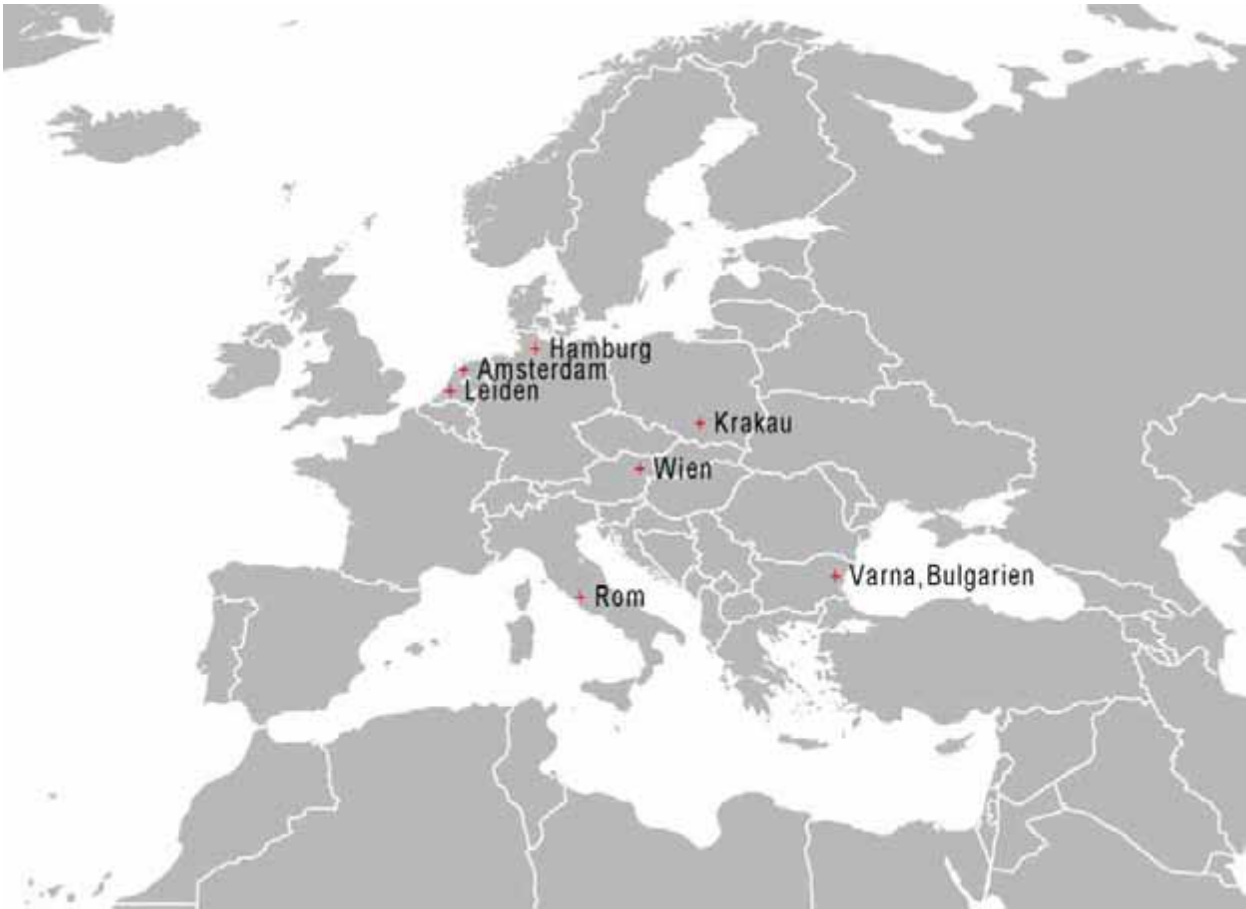 Hamburg
Amsterdam
Leiden
Krakau
Wien
Varna,Bulgarien
Rom